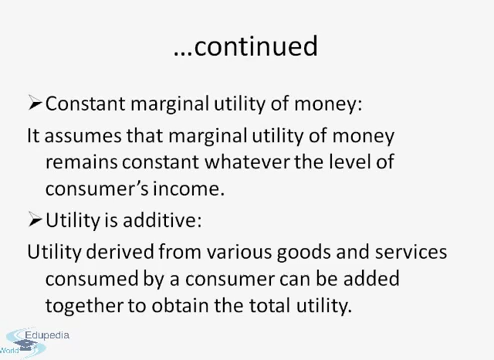 ...continued
➢Constant marginal utility of money:
It assumes that marginal utility of money
remains constant whatever the level of
consumer's income.
➢Utility is additive:
Utility derived from various goods and services
consumed by a consumer can be added
together to obtain the total utility.
Edupedia
World